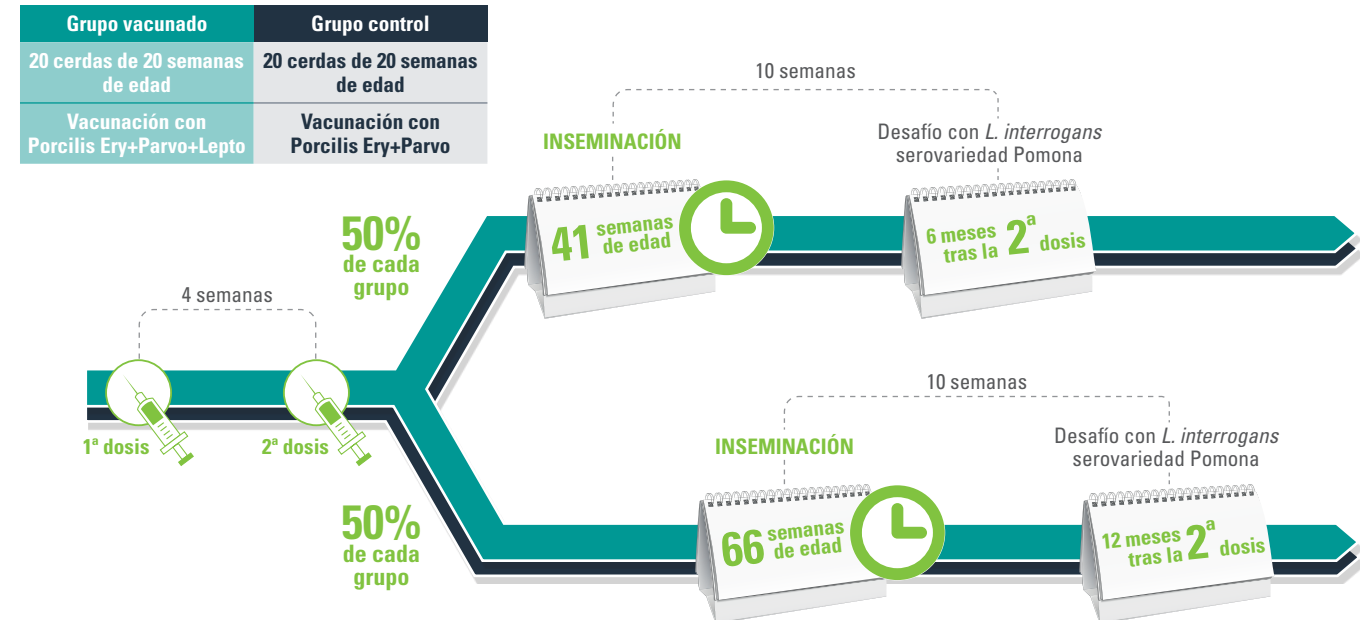 Grupo vacunado
Grupo control
20 cerdas de 20 semanas
de edad
20 cerdas de 20 semanas
de edad
Vacunación con
Porcilis Ery+Parvo+Lepto
Vacunación con
Porcilis Ery+Parvo
10 semanas
INSEMINACIÓN
Desafío con L. interrogans
serovariedad Pomona
41 semanas
de edad
6 meses
tras la 2ª dosis
50%
de cada
grupo
4 semanas
1ª dosis
2ª dosis
10 semanas
INSEMINACIÓN
Desafío con L. interrogans
serovariedad Pomona
50%
de cada
grupo
66 semanas
de edad
12 meses
tras la 2ª dosis